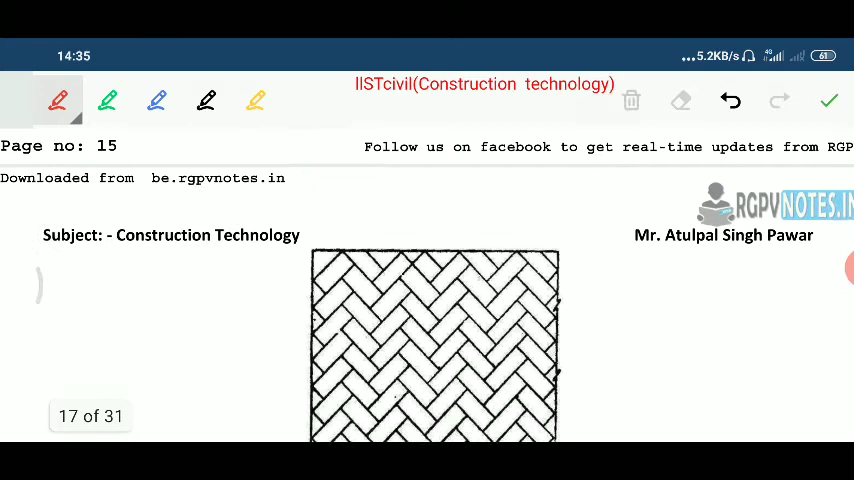 14:35
...5.2KB/s 4G 61
IISTcivil(Construction technology)
Page no: 15
Follow us on facebook to get real-time updates from RGP
Downloaded from be.rgpvnotes.in
RGPVNOTES.IN
Subject: - Construction Technology
Mr. Atulpal Singh Pawar
17 of 31